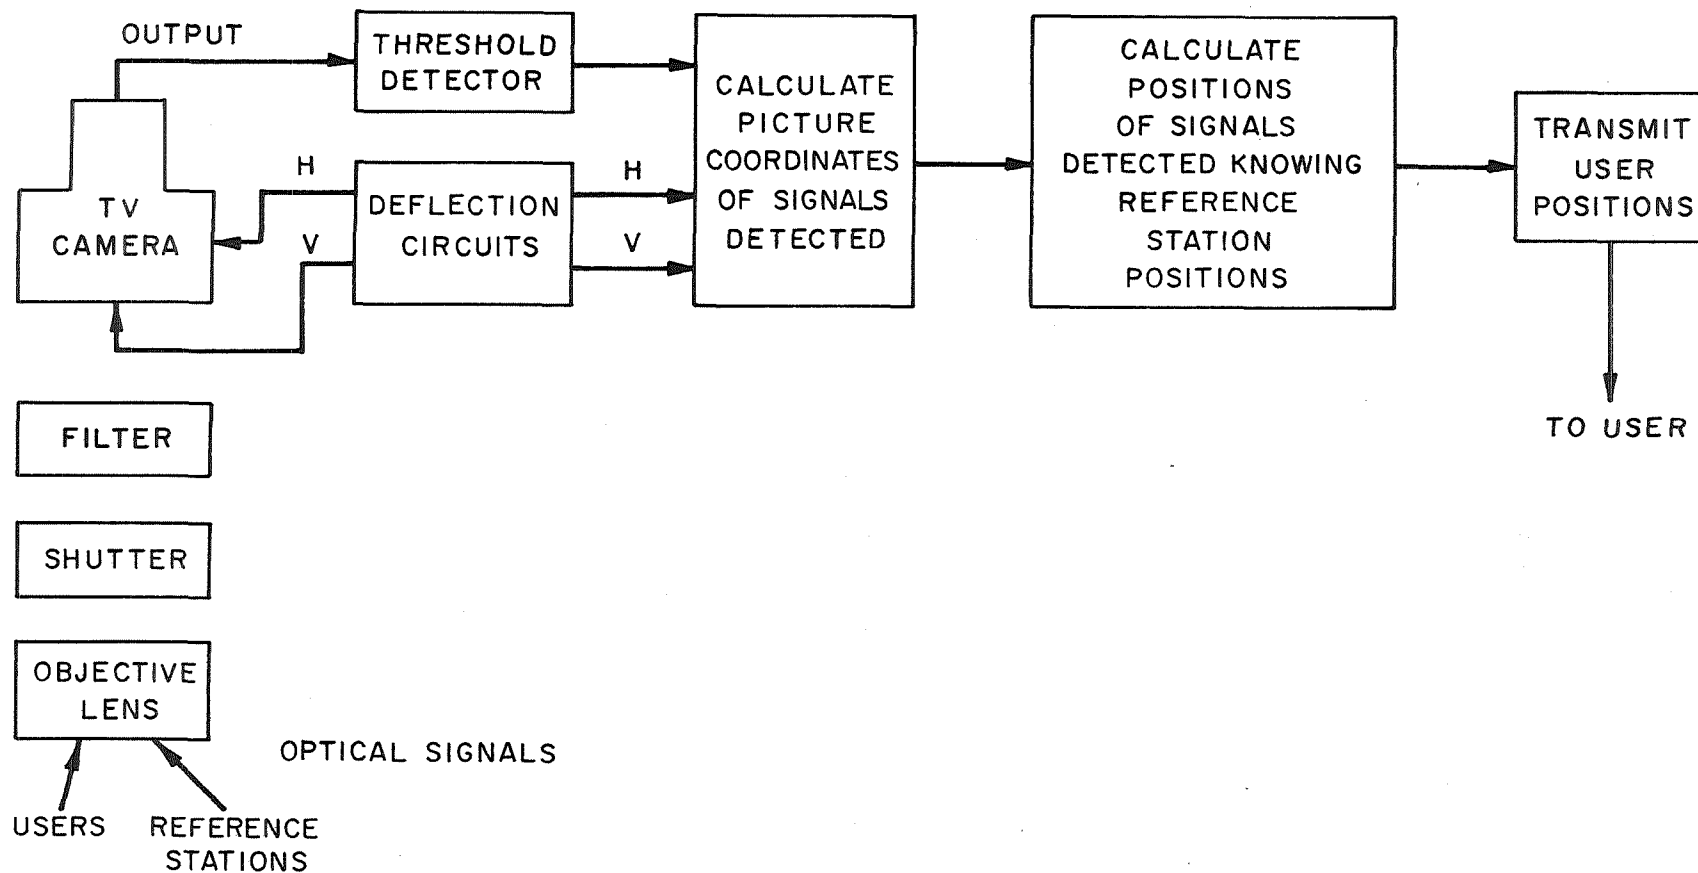 OUTPUT
THRESHOLD
DETECTOR
TV
CAMERA
H
V
DEFLECTION
CIRCUITS
H
V
CALCULATE
PICTURE
COORDINATES
OF SIGNALS
DETECTED
CALCULATE
POSITIONS
OF SIGNALS
DETECTED KNOWING
REFERENCE
STATION
POSITIONS
TRANSMIT
USER
POSITIONS
TO USER
FILTER
SHUTTER
OBJECTIVE
LENS
OPTICAL SIGNALS
USERS
REFERENCE
STATIONS